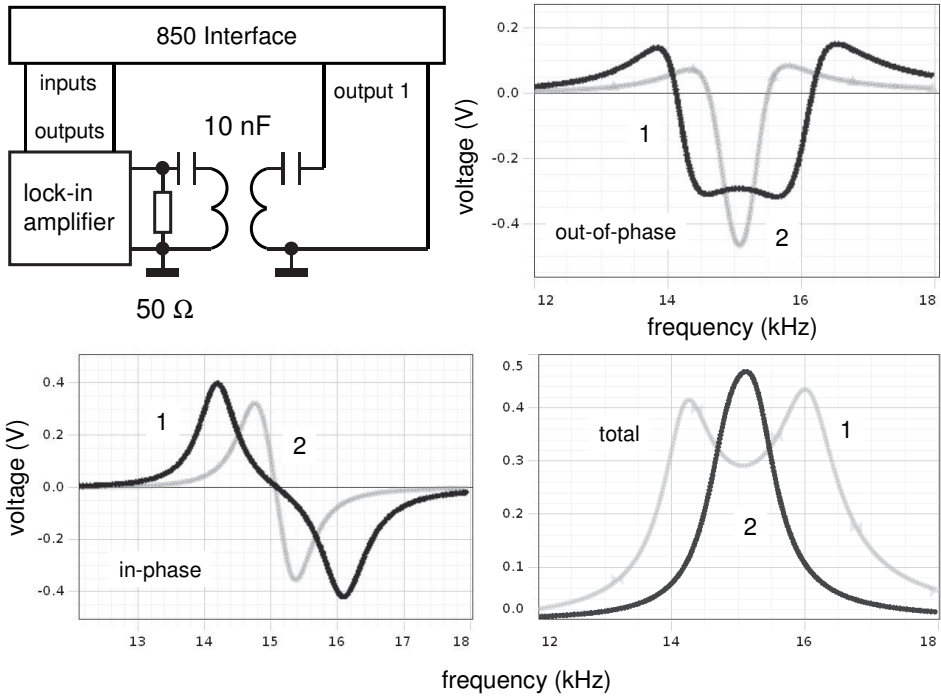 850 Interface
inputs
outputs
output 1
10 nF
lock-in
amplifier
50 Ω
voltage (V)
0.2
0.0
-0.2
-0.4
1
2
out-of-phase
12 14 16 18
frequency (kHz)
voltage (V)
0.4
0.2
0.0
-0.2
-0.4
1
2
in-phase
13 14 15 16 17 18
0.5
0.4
0.3
0.2
0.1
0.0
total
1
2
12 14 16 18
frequency (kHz)